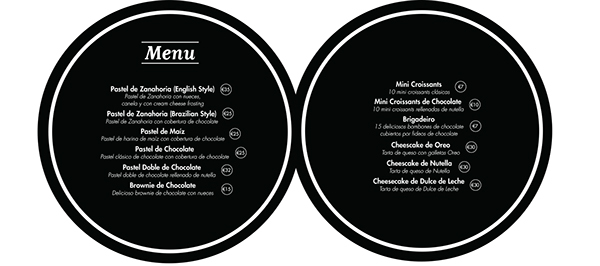 Menu
Pastel de Zanahoria (English Style) €35
Pastel de Zanahoria con nueces,
canela y con cream cheese frosting
Pastel de Zanahoria (Brazilian Style) €25
Pastel de Zanahoria con cobertura de chocolate
Pastel de Maíz €25
Pastel de harina de maíz con cobertura de chocolate
Pastel de Chocolate €25
Pastel clásico de chocolate con cobertura de chocolate
Pastel Doble de Chocolate €32
Pastel doble de chocolate rellenado de nutella
Brownie de Chocolate €15
Delicioso brownie de chocolate con nueces
Mini Croissants €7
10 mini croissants clásicos
Mini Croissants de Chocolate €10
10 mini croissants rellenados de nutella
Brigadeiro €7
15 deliciosos bombones de chocolate
cubiertos por fideos de chocolate
Cheescake de Oreo €30
Tarta de queso con galletas Oreo
Cheescake de Nutella €30
Tarta de queso de Nutella
Cheesecake de Dulce de Leche €30
Tarta de queso de Dulce de Leche